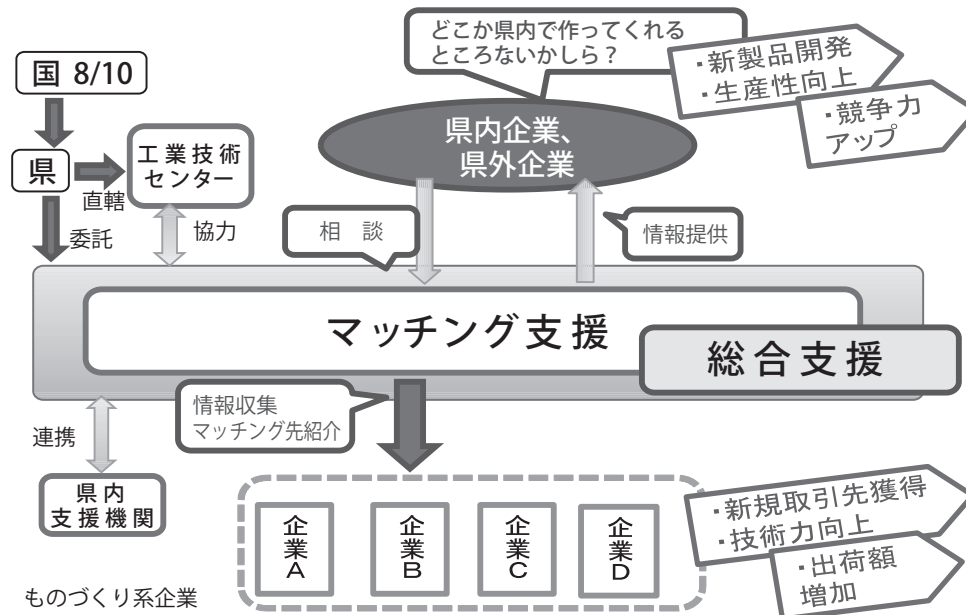 どこか県内で作ってくれる
ところないかしら？
・新製品開発
・生産性向上
・競争力
アップ
国 8/10
県内企業、
県外企業
工業技術
センター
県
直轄
委託
協力
相 談
情報提供
マッチング支援
総合支援
情報収集
マッチング先紹介
連携
県内
支援機関
企業A
企業B
企業C
企業D
・新規取引先獲得
・技術力向上
・出荷額
増加
ものづくり系企業